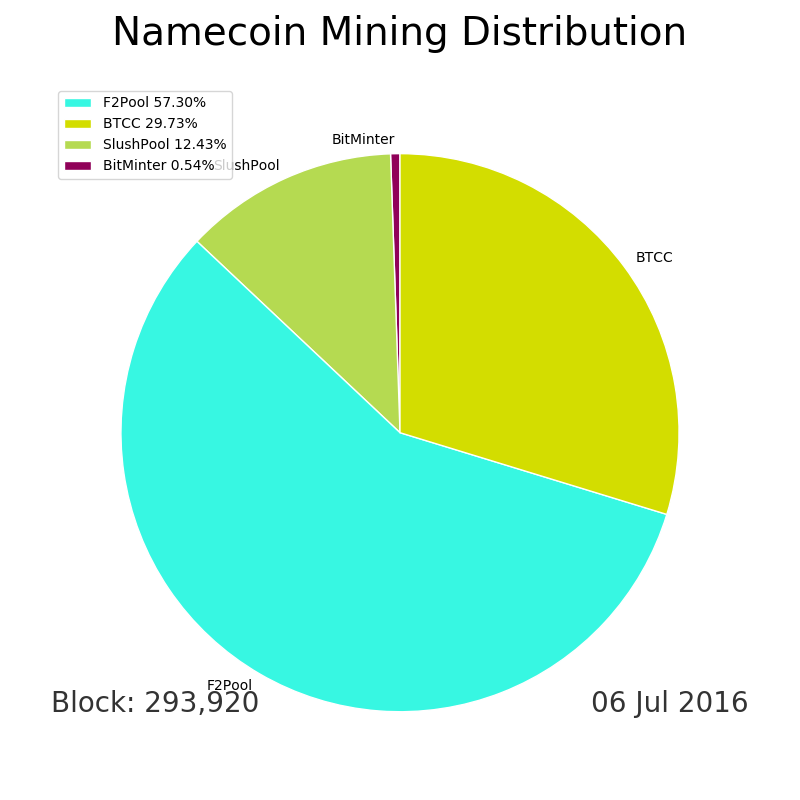 Namecoin Mining Distribution
F2Pool 57.30%
BTCC 29.73%
SlushPool 12.43%
BitMinter 0.54%
BitMinter
SlushPool
BTCC
F2Pool
Block: 293,920
06 Jul 2016